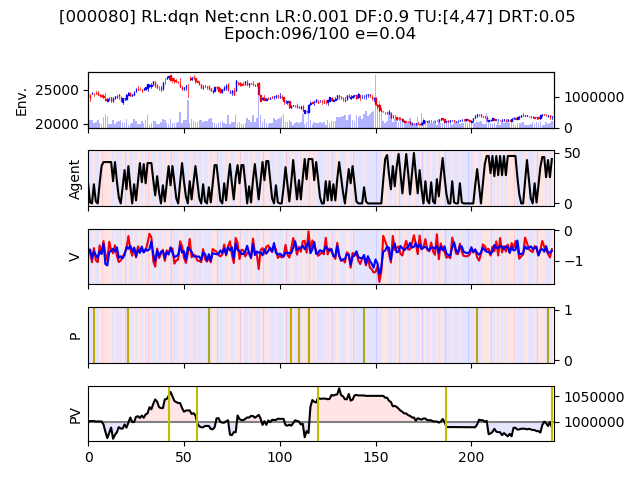 [000080] RL:dqn Net:cnn LR:0.001 DF:0.9 TU:[4,47] DRT:0.05
Epoch:096/100 e=0.04
Env.
25000
20000
1000000
0
Agent
50
0
V
0
−1
P
1
0
PV
1050000
1000000
0
50
100
150
200